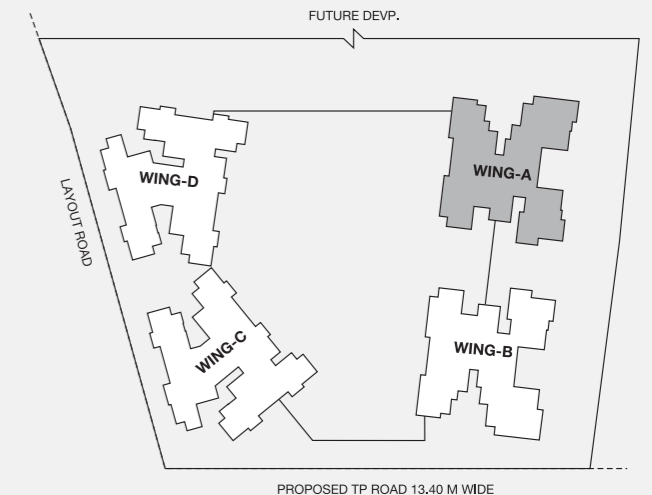 FUTURE DEVP.
WING-D
WING-A
LAYOUT ROAD
WING-C
WING-B
PROPOSED TP ROAD 13.40 M WIDE